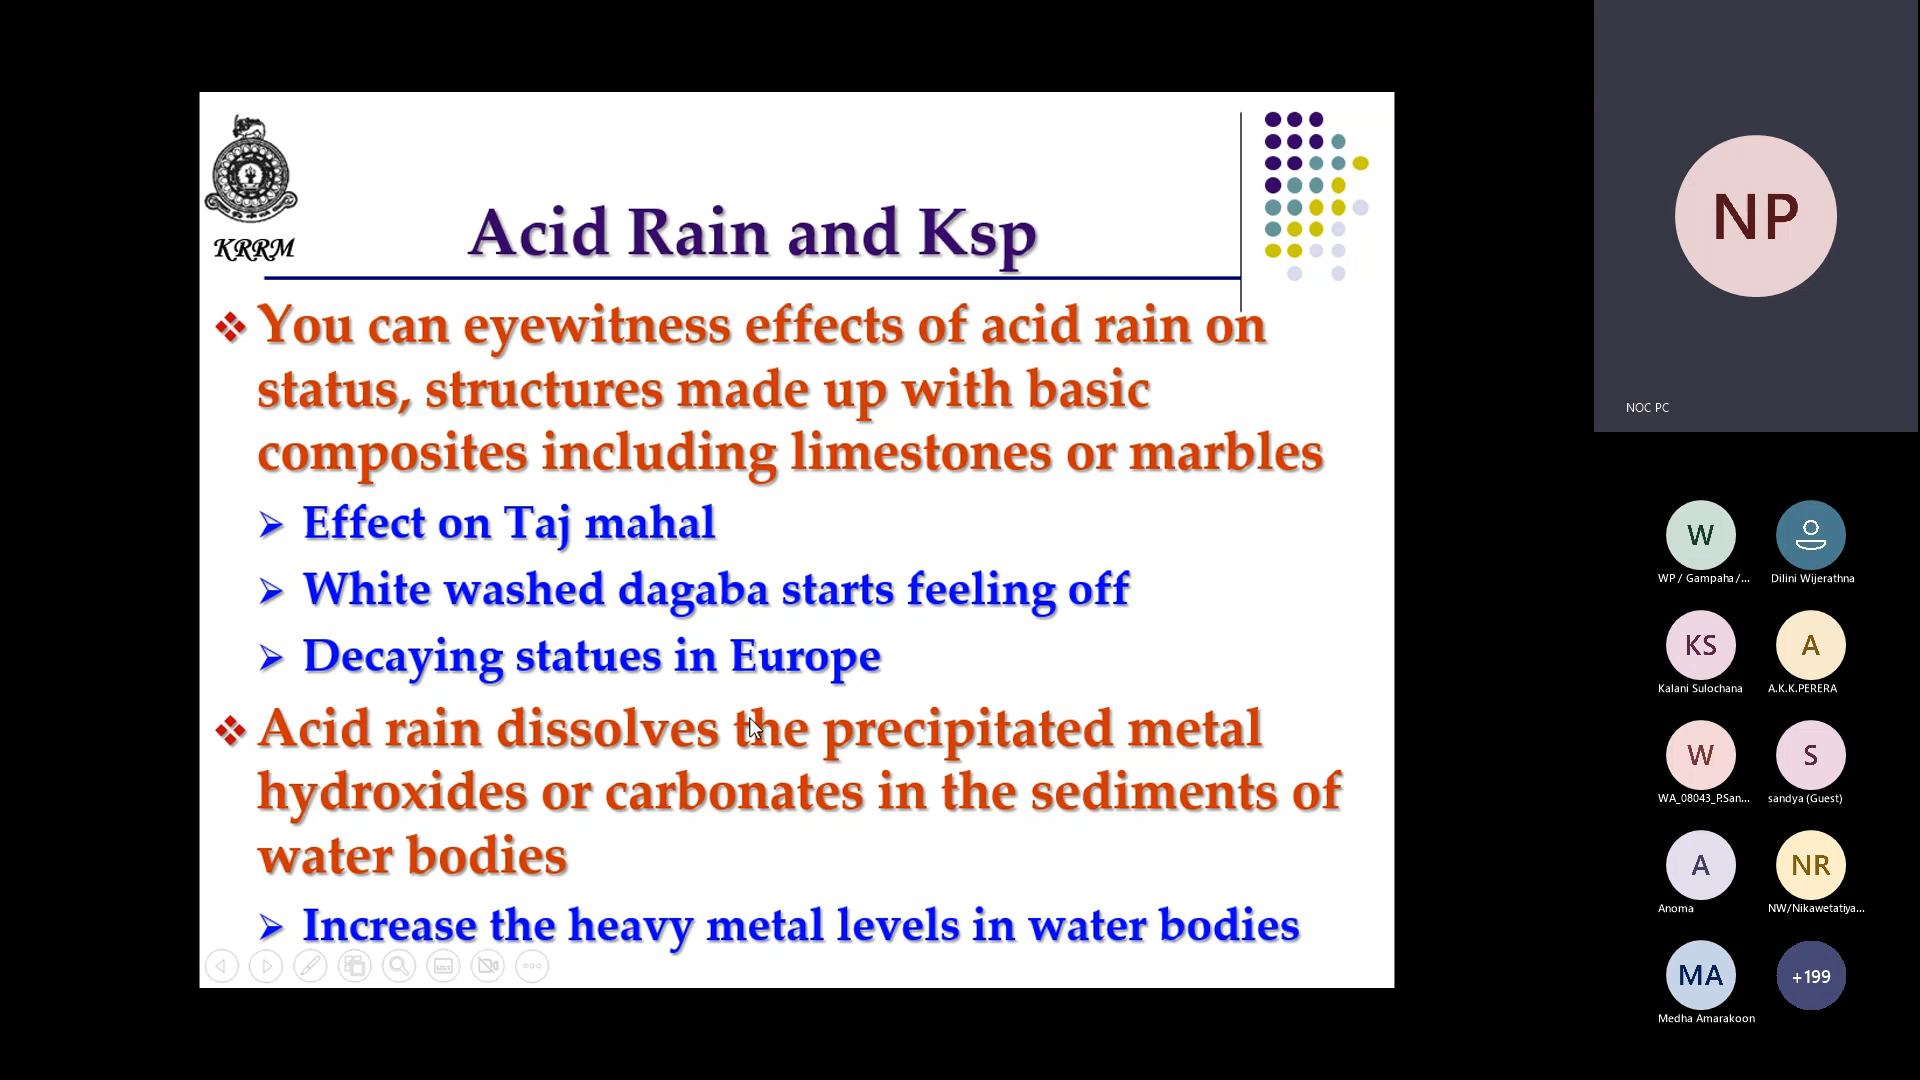 KRRM
Acid Rain and Ksp
You can eyewitness effects of acid rain on
status, structures made up with basic
composites including limestones or marbles
Effect on Taj mahal
White washed dagaba starts feeling off
Decaying statues in Europe
Acid rain dissolves the precipitated metal
hydroxides or carbonates in the sediments of
water bodies
Increase the heavy metal levels in water bodies
NP
NOC PC
W
WP / Gampaha /...
Dilini Wijerathna
KS
Kalani Sulochana
A
A.K.K.PERERA
W
WA_08043_P.San...
S
sandya (Guest)
A
Anoma
NR
NW/Nikawetatiya...
MA
Medha Amarakoon
+199